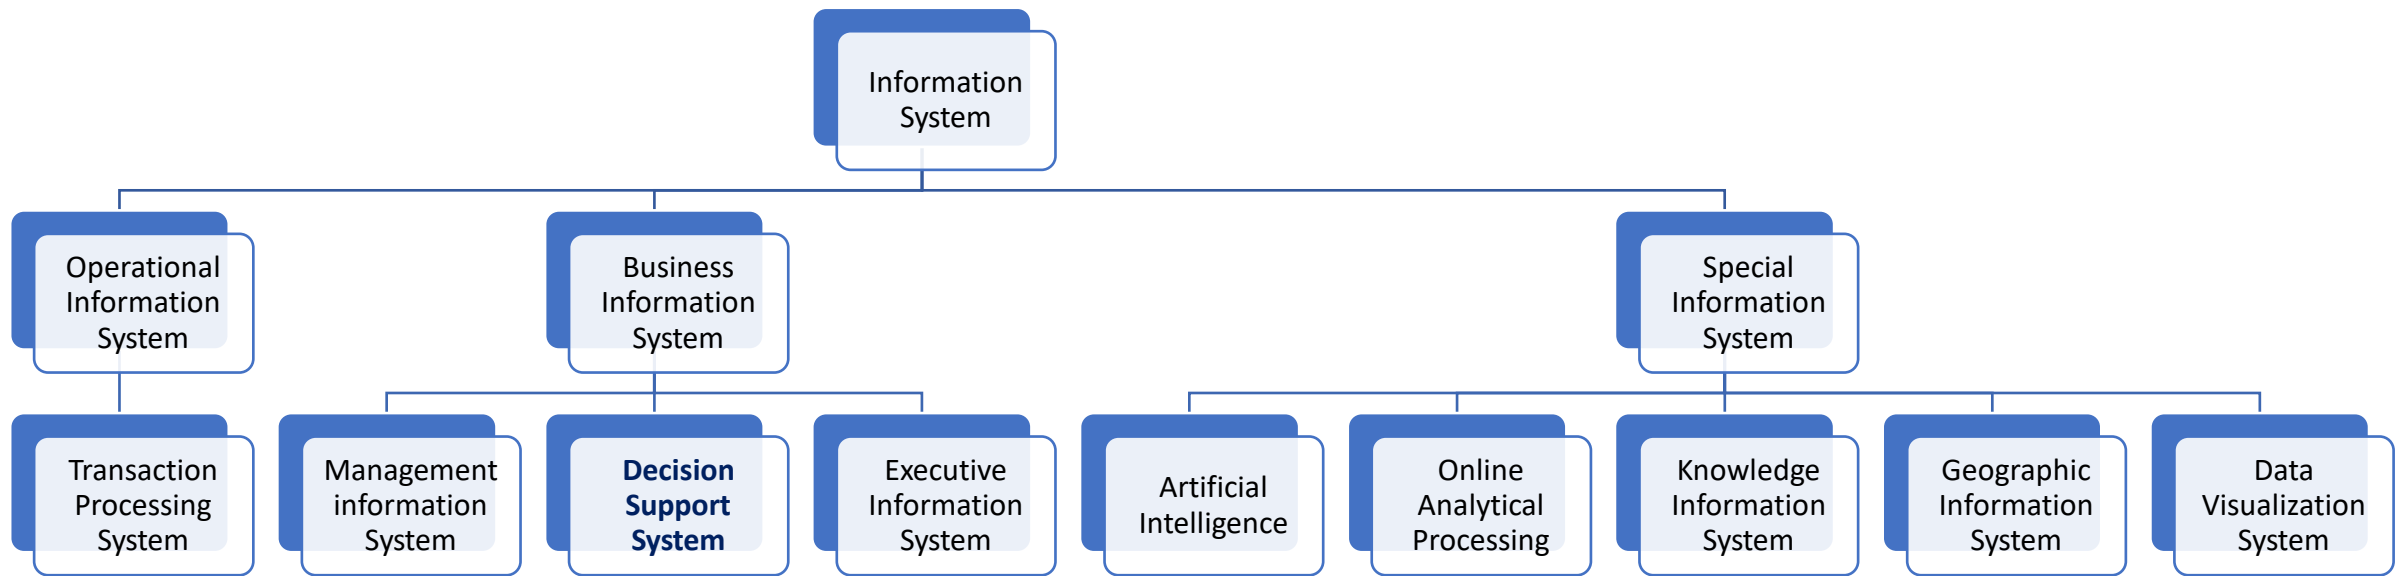 Information
System
Operational
Information
System
Business
Information
System
Special
Information
System
Transaction
Processing
System
Management
information
System
Decision
Support
System
Executive
Information
System
Artificial
Intelligence
Online
Analytical
Processing
Knowledge
Information
System
Geographic
Information
System
Data
Visualization
System